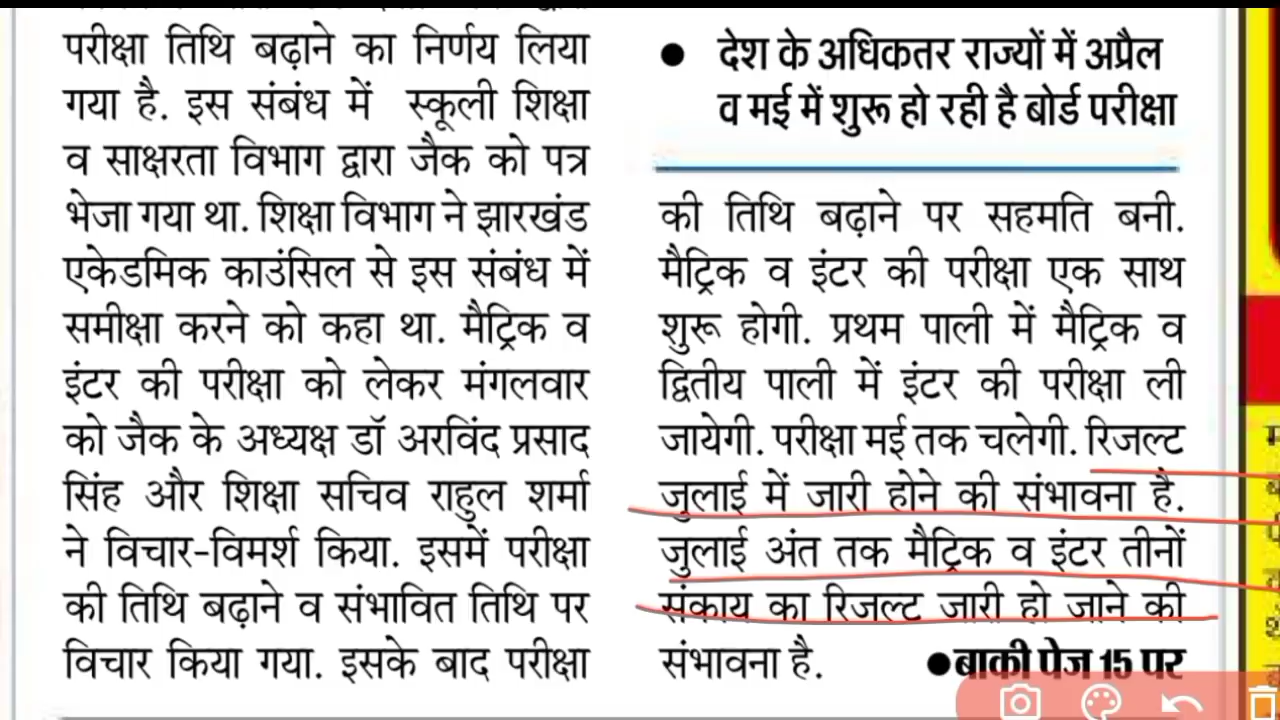 परीक्षा तिथि बढ़ाने का निर्णय लिया
गया है. इस संबंध में स्कूली शिक्षा
व साक्षरता विभाग द्वारा जैक को पत्र
भेजा गया था. शिक्षा विभाग ने झारखंड
एकेडमिक काउंसिल से इस संबंध में
समीक्षा करने को कहा था. मैट्रिक व
इंटर की परीक्षा को लेकर मंगलवार
को जैक के अध्यक्ष डॉ अरविंद प्रसाद
सिंह और शिक्षा सचिव राहुल शर्मा
ने विचार-विमर्श किया. इसमें परीक्षा
की तिथि बढ़ाने व संभावित तिथि पर
विचार किया गया. इसके बाद परीक्षा
● देश के अधिकतर राज्यों में अप्रैल
व मई में शुरू हो रही है बोर्ड परीक्षा
की तिथि बढ़ाने पर सहमति बनी.
मैट्रिक व इंटर की परीक्षा एक साथ
शुरू होगी. प्रथम पाली में मैट्रिक व
द्वितीय पाली में इंटर की परीक्षा ली
जायेगी. परीक्षा मई तक चलेगी. रिजल्ट
जुलाई में जारी होने की संभावना है.
जुलाई अंत तक मैट्रिक व इंटर तीनों
संकाय का रिजल्ट जारी हो जाने की
संभावना है. ●बाकी पेज 15 पर